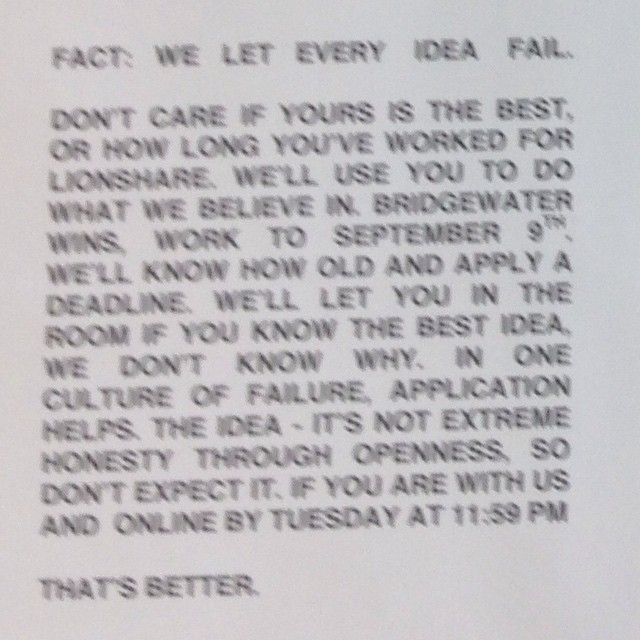 FACT: WE LET EVERY IDEA FAIL.
DON'T CARE IF YOURS IS THE BEST,
OR HOW LONG YOU'VE WORKED FOR
LIONSHARE. WE'LL USE YOU TO DO
WHAT WE BELIEVE IN. BRIDGEWATER
WINS. WORK TO SEPTEMBER 9TH.
WE'LL KNOW HOW OLD AND APPLY A
DEADLINE. WE'LL LET YOU IN THE
ROOM IF YOU KNOW THE BEST IDEA.
WE DON'T KNOW WHY. IN ONE
CULTURE OF FAILURE, APPLICATION
HELPS. THE IDEA - IT'S NOT EXTREME
HONESTY THROUGH OPENNESS, SO
DON'T EXPECT IT. IF YOU ARE WITH US
AND ONLINE BY TUESDAY AT 11:59 PM
THAT'S BETTER.